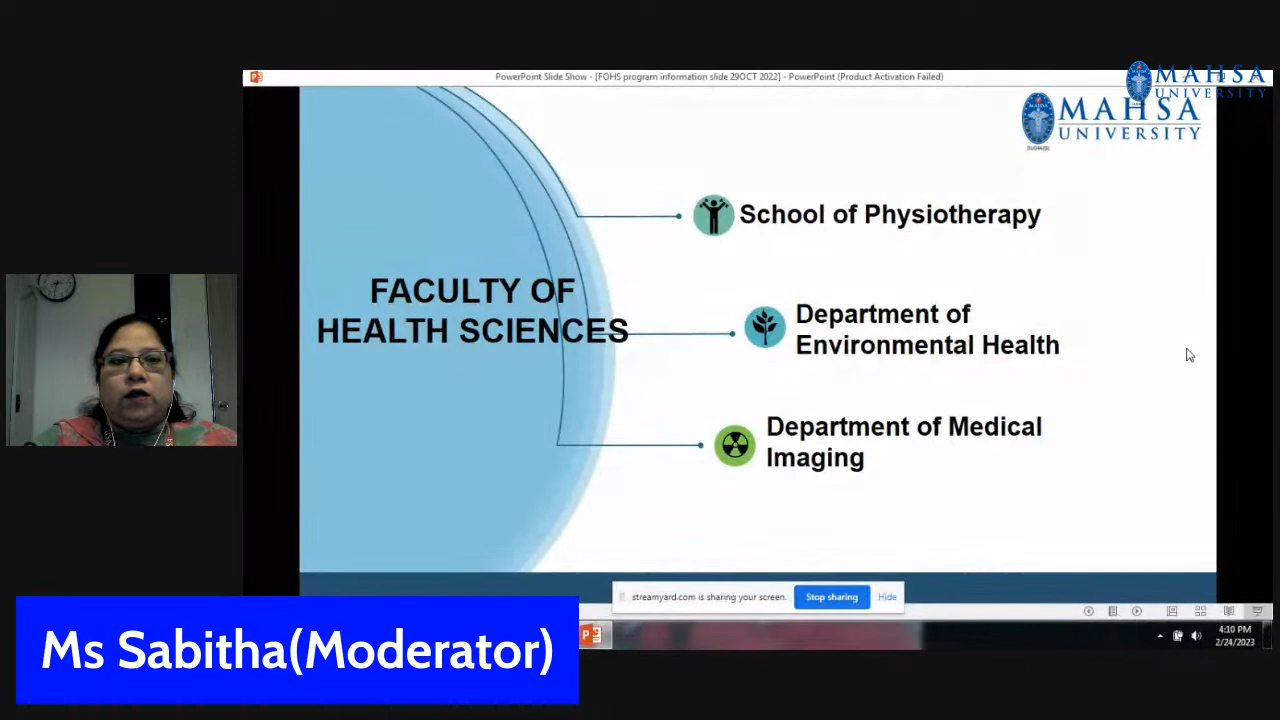 PowerPoint Slide Show - [FOHS program information slide 29OCT 2022] - PowerPoint (Product Activation Failed)
MAHSA
UNIVERSITY
MAHSA
UNIVERSITY
School of Physiotherapy
FACULTY OF
HEALTH SCIENCES
Department of
Environmental Health
Department of Medical
Imaging
streamyard.com is sharing your screen.
Stop sharing
Hide
4:10 PM
2/24/2023
Ms Sabitha(Moderator)